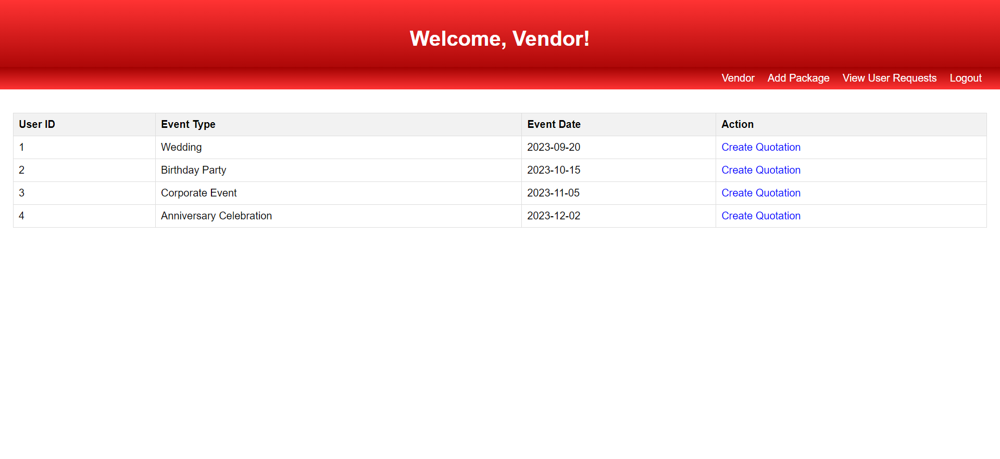 Welcome, Vendor!
Vendor Add Package View User Requests Logout
User ID Event Type Event Date Action
1 Wedding 2023-09-20 Create Quotation
2 Birthday Party 2023-10-15 Create Quotation
3 Corporate Event 2023-11-05 Create Quotation
4 Anniversary Celebration 2023-12-02 Create Quotation